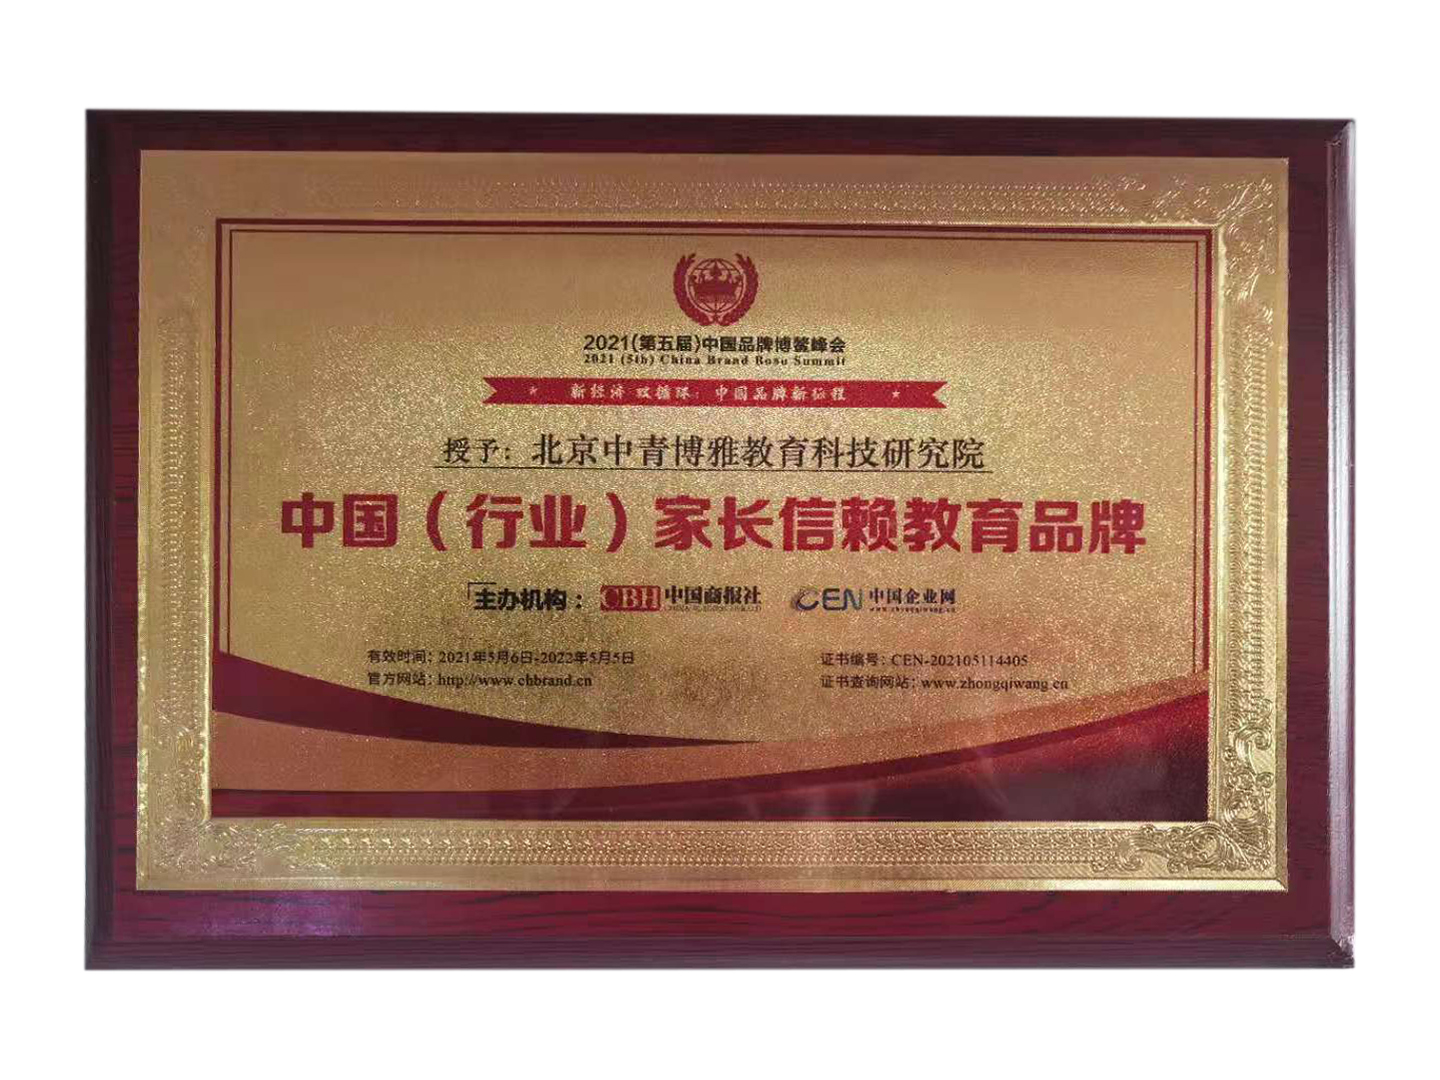 2021(第五届)中国品牌博鳌峰会
2021 (5th) China Brand Boao Summit
新经济 双循环：中国品牌新征程
授予：北京中青博雅教育科技研究院
中国（行业）家长信赖教育品牌
主办机构： CBH 中国商报社 CEN 中国企业网
www.zhongqiwang.cn
有效时间：2021年5月6日-2022年5月5日 证书编号：CEN-202105114405
官方网站：http://www.chbrand.cn 证书查询网站：www.zhongqiwang.cn